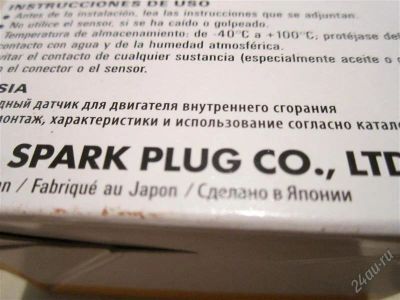 INSTRUCCIONES DE USO
● Antes de la instalación, lea las instrucciones que se adjuntan.
● No utilice el sensor, si se ha caído o golpeado.
Temperatura de almacenamiento: de -40°C a +100°C; protéjase del
contacto con agua y de la humedad atmosférica.
evitar el contacto de cualquier sustancia (especialmente aceite o
el conector o el sensor.
SIA
дный датчик для двигателя внутреннего сгорания
монтаж, характеристики и использование согласно катало
SPARK PLUG CO., LTD
an / Fabriqué au Japon / Сделано в Японии
24au.ru